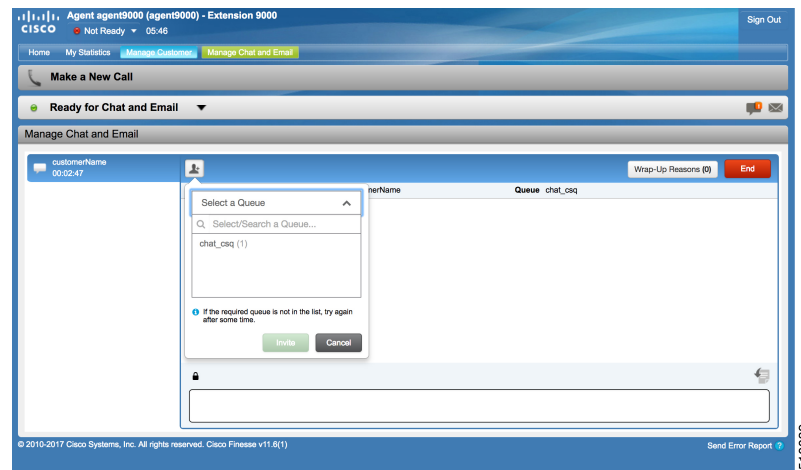 Agent agent9000 (agent9000) - Extension 9000
Sign Out
CISCO
Not Ready 05:46
Home My Statistics Manage Customer Manage Chat and Email
Make a New Call
Ready for Chat and Email
Manage Chat and Email
customerName
00:02:47
Wrap-Up Reasons (0)
End
nerName
Queue chat_csq
Select a Queue
Select/Search a Queue...
chat_csq (1)
If the required queue is not in the list, try again
after some time.
Invite
Cancel
© 2010-2017 Cisco Systems, Inc. All rights reserved. Cisco Finesse v11.6(1)
Send Error Report ?